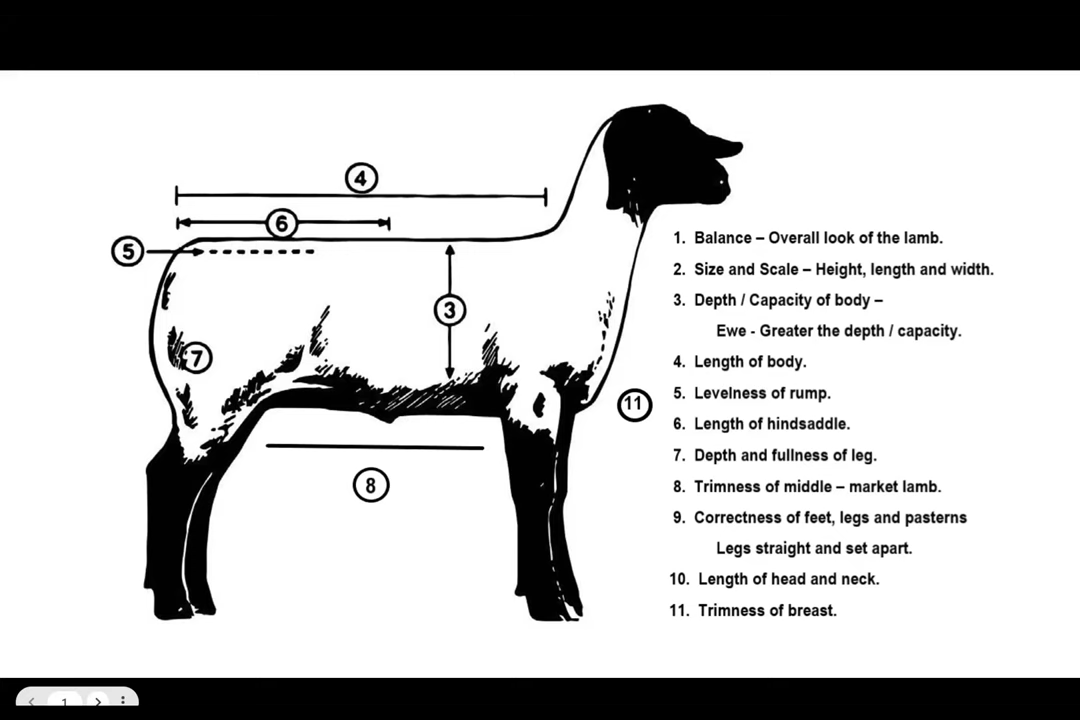 4
6
5
3
7
11
8
1. Balance – Overall look of the lamb.
2. Size and Scale – Height, length and width.
3. Depth / Capacity of body –
Ewe - Greater the depth / capacity.
4. Length of body.
5. Levelness of rump.
6. Length of hindsaddle.
7. Depth and fullness of leg.
8. Trimness of middle – market lamb.
9. Correctness of feet, legs and pasterns
Legs straight and set apart.
10. Length of head and neck.
11. Trimness of breast.
1